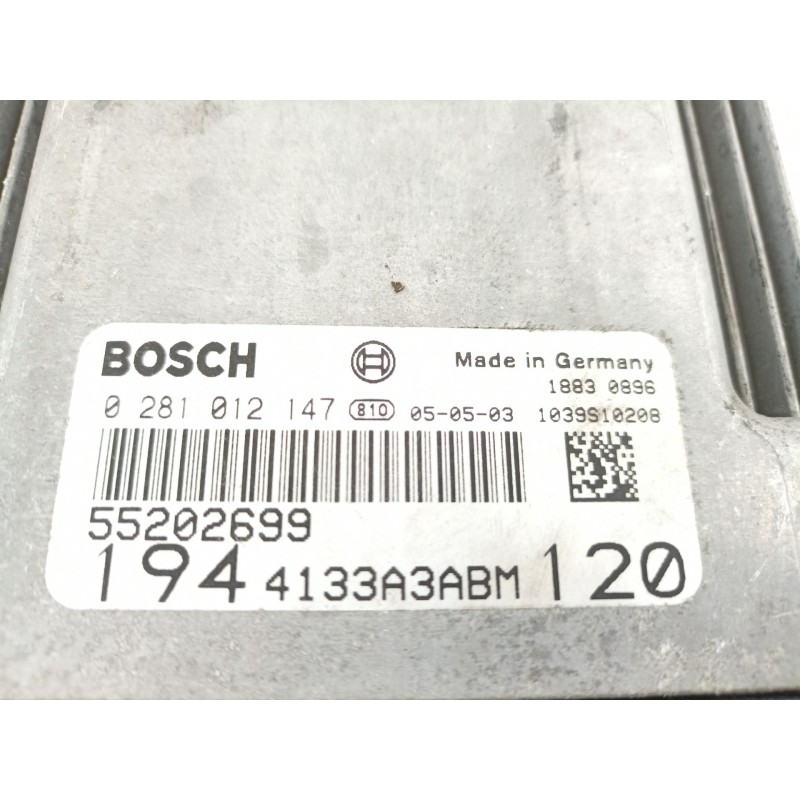 BOSCH Made in Germany
1883 0896
0 281 012 147 810 05-05-03 1039S10208
55202699
194 4133A3ABM 120